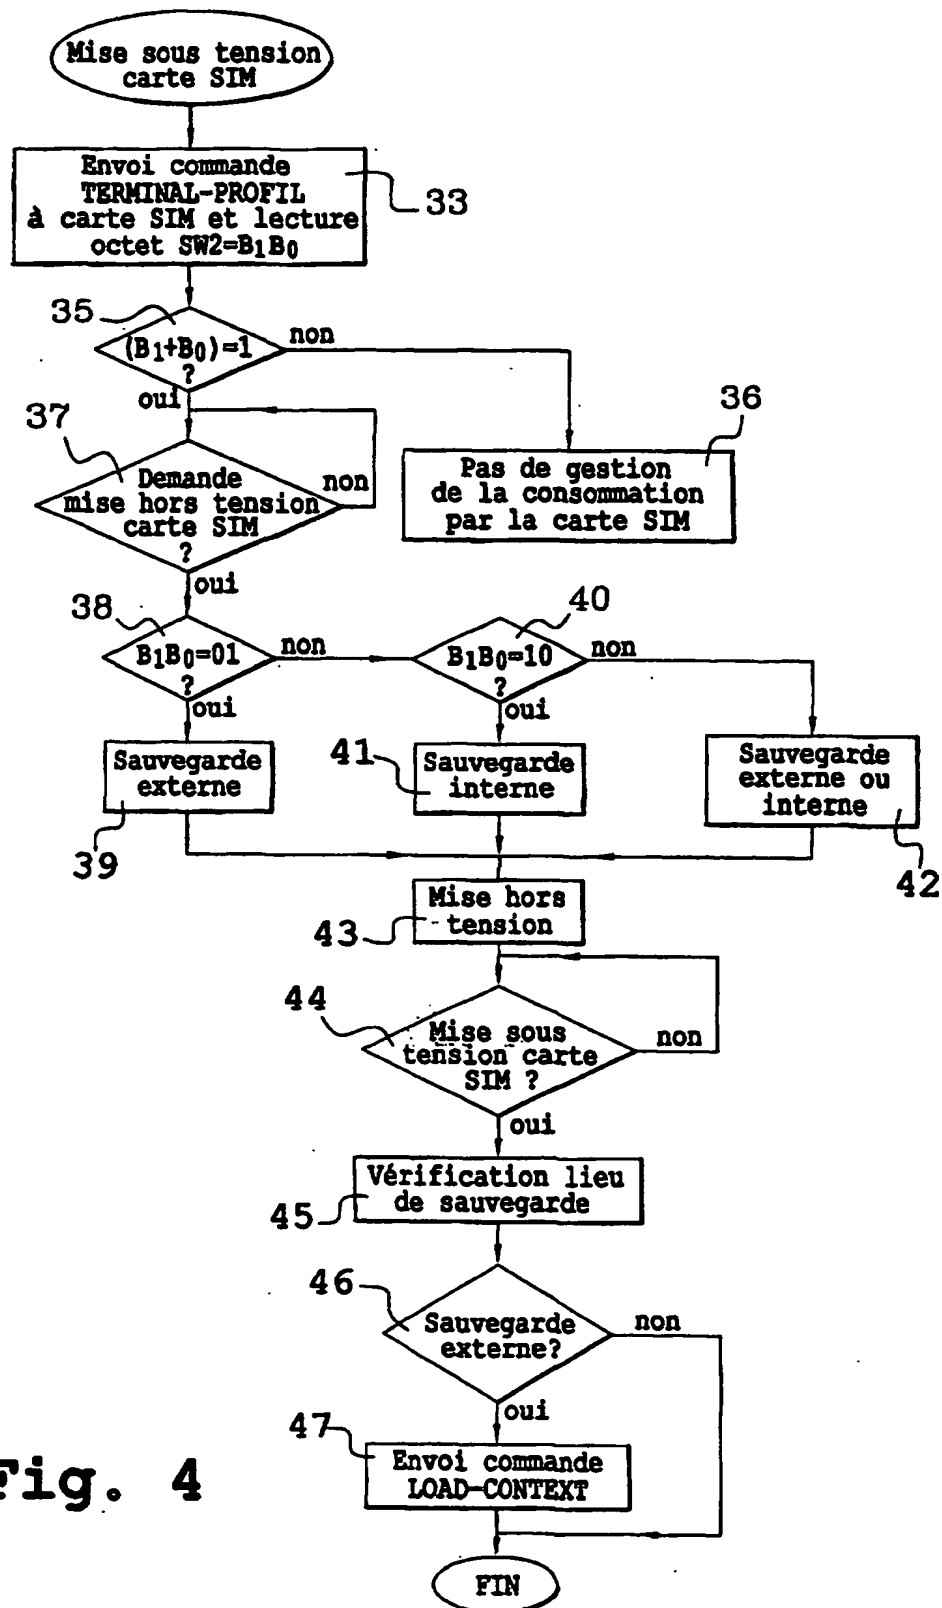 Mise sous tension
carte SIM
Envoi commande
TERMINAL-PROFIL
à carte SIM et lecture
octet SW2=B1B0
33
35
(B1+B0)=1
?
non
oui
37
Demande
mise hors tension
carte SIM
?
non
oui
36
Pas de gestion
de la consommation
par la carte SIM
38
B1B0=01
?
non
oui
40
B1B0=10
?
non
oui
Sauvegarde
externe
39
41
Sauvegarde
interne
Sauvegarde
externe ou
interne
42
Mise hors
tension
43
44
Mise sous
tension carte
SIM ?
non
oui
Vérification lieu
de sauvegarde
45
46
Sauvegarde
externe?
non
oui
47
Envoi commande
LOAD-CONTEXT
Fig. 4
FIN